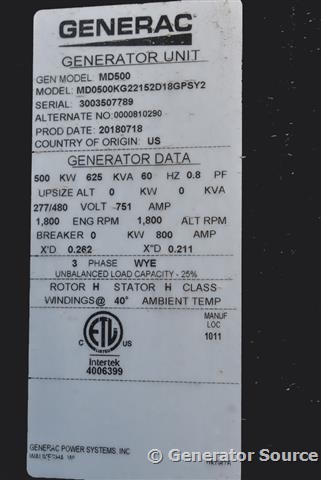 GENERAC
GENERATOR UNIT
GEN MODEL: MD500
MODEL: MD0500KG22152D18GPSY2
SERIAL: 3003507789
ALTERNATE NO:0000810290
PROD DATE: 20180718
COUNTRY OF ORIGIN: US
GENERATOR DATA
500 KW 625 KVA 60 HZ 0.8 PF
UPSIZE ALT 0 KW 0 KVA
277/480 VOLT 751 AMP
1,800 ENG RPM 1,800 ALT RPM
BREAKER 0 KW 800 AMP
X'D 0.262 X"D 0.211
3 PHASE WYE
UNBALANCED LOAD CAPACITY - 25%
ROTOR H STATOR H CLASS
WINDINGS@ 40° AMBIENT TEMP
MANUF
LOC
1011
C ETL US
Intertek
4006399
GENERAC POWER SYSTEMS, INC
WAUKESHA, WI
© Generator Source